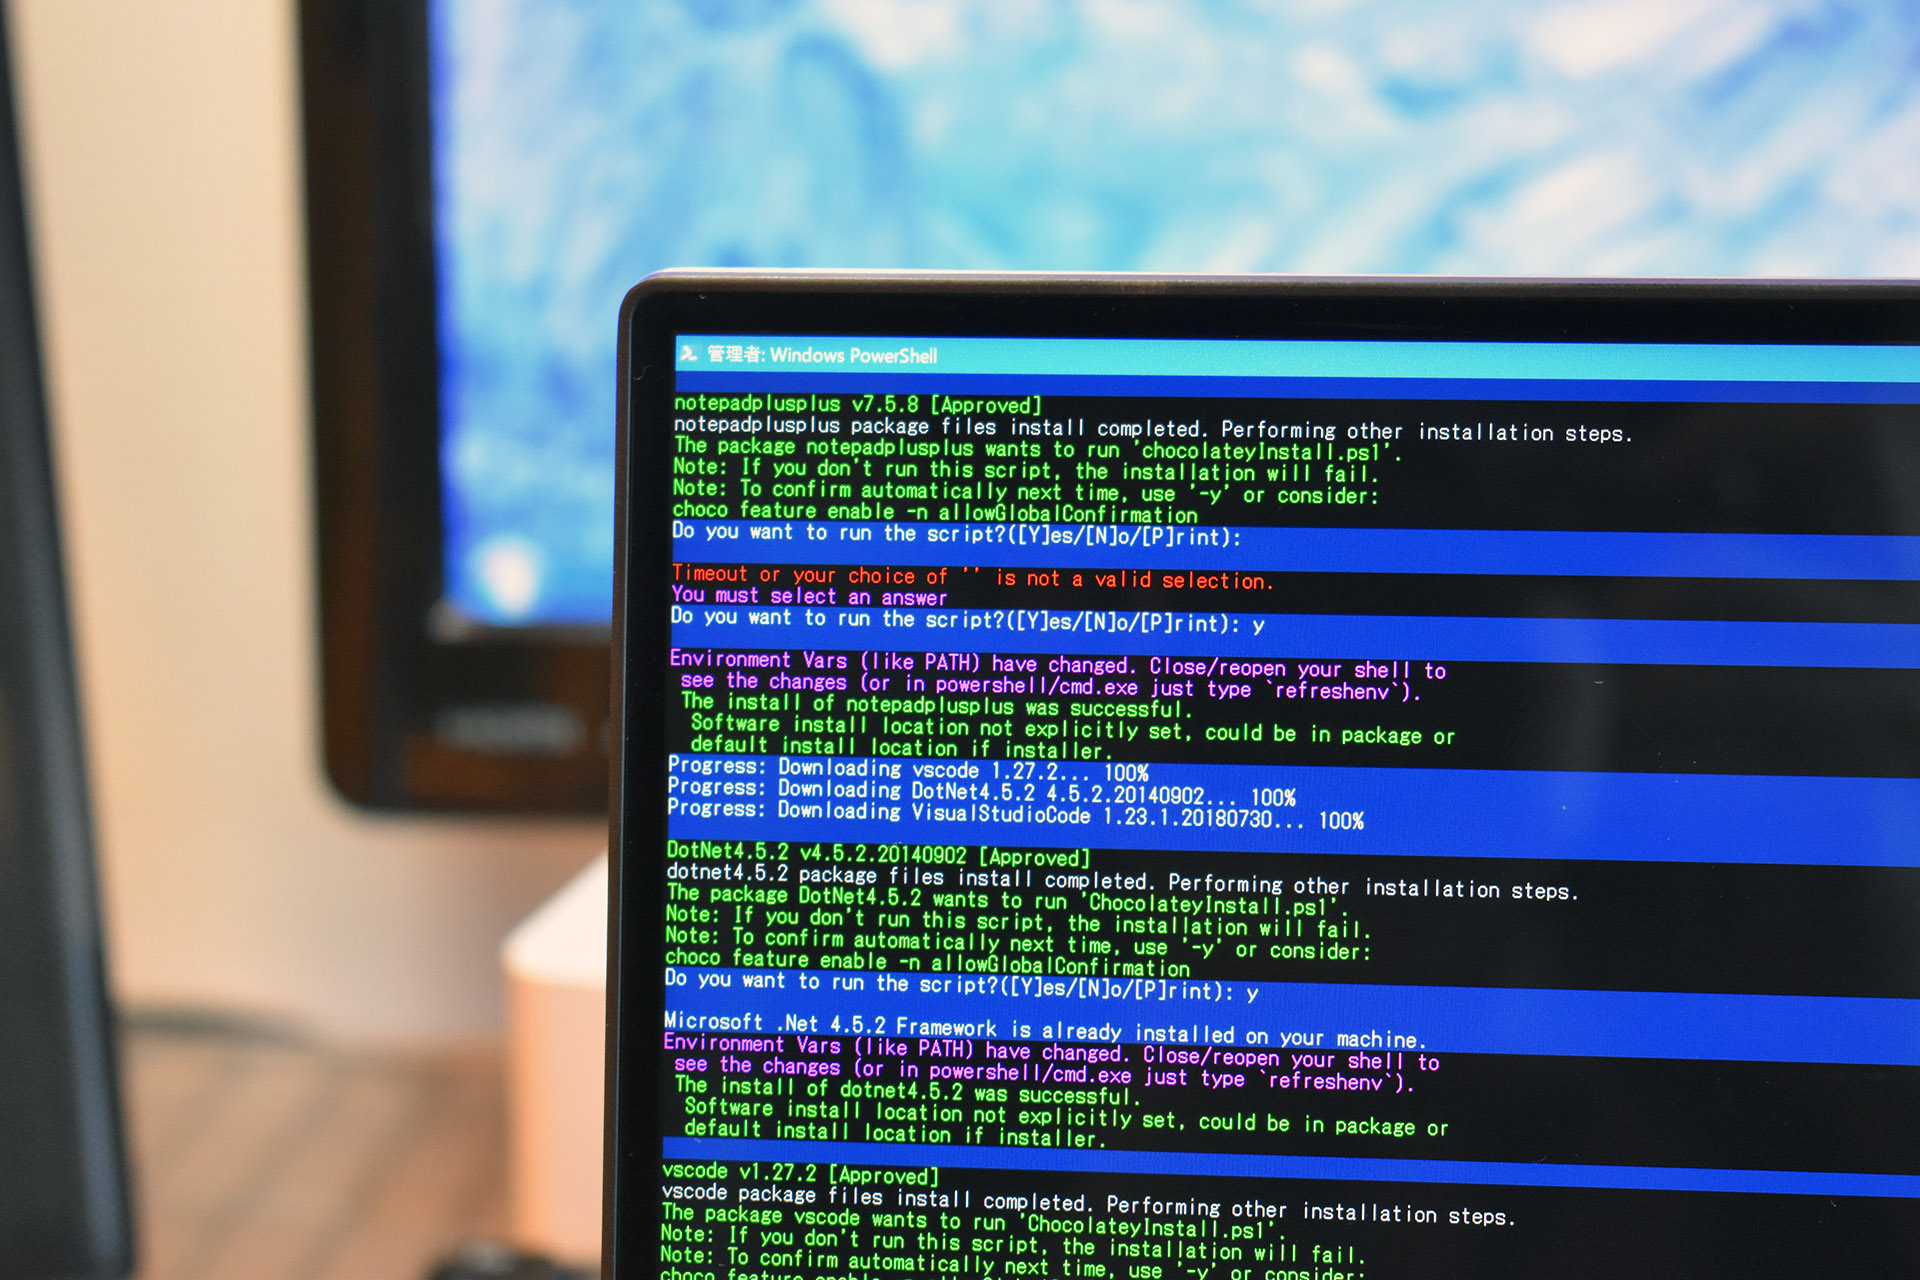 管理者: Windows PowerShell
notepadplusplus v7.5.8 [Approved]
notepadplusplus package files install completed. Performing other installation steps.
The package notepadplusplus wants to run 'chocolateyInstall.ps1'.
Note: If you don't run this script, the installation will fail.
Note: To confirm automatically next time, use '-y' or consider:
choco feature enable -n allowGlobalConfirmation
Do you want to run the script?([Y]es/[N]o/[P]rint):
Timeout or your choice of '' is not a valid selection.
You must select an answer
Do you want to run the script?([Y]es/[N]o/[P]rint): y
Environment Vars (like PATH) have changed. Close/reopen your shell to
see the changes (or in powershell/cmd.exe just type `refreshenv`).
The install of notepadplusplus was successful.
Software install location not explicitly set, could be in package or
default install location if installer.
Progress: Downloading vscode 1.27.2... 100%
Progress: Downloading DotNet4.5.2 4.5.2.20140902... 100%
Progress: Downloading VisualStudioCode 1.23.1.20180730... 100%
DotNet4.5.2 v4.5.2.20140902 [Approved]
dotnet4.5.2 package files install completed. Performing other installation steps.
The package DotNet4.5.2 wants to run 'ChocolateyInstall.ps1'.
Note: If you don't run this script, the installation will fail.
Note: To confirm automatically next time, use '-y' or consider:
choco feature enable -n allowGlobalConfirmation
Do you want to run the script?([Y]es/[N]o/[P]rint): y
Microsoft .Net 4.5.2 Framework is already installed on your machine.
Environment Vars (like PATH) have changed. Close/reopen your shell to
see the changes (or in powershell/cmd.exe just type `refreshenv`).
The install of dotnet4.5.2 was successful.
Software install location not explicitly set, could be in package or
default install location if installer.
vscode v1.27.2 [Approved]
vscode package files install completed. Performing other installation steps.
The package vscode wants to run 'ChocolateyInstall.ps1'.
Note: If you don't run this script, the installation will fail.
Note: To confirm automatically next time, use '-y' or consider:
choco feature enable